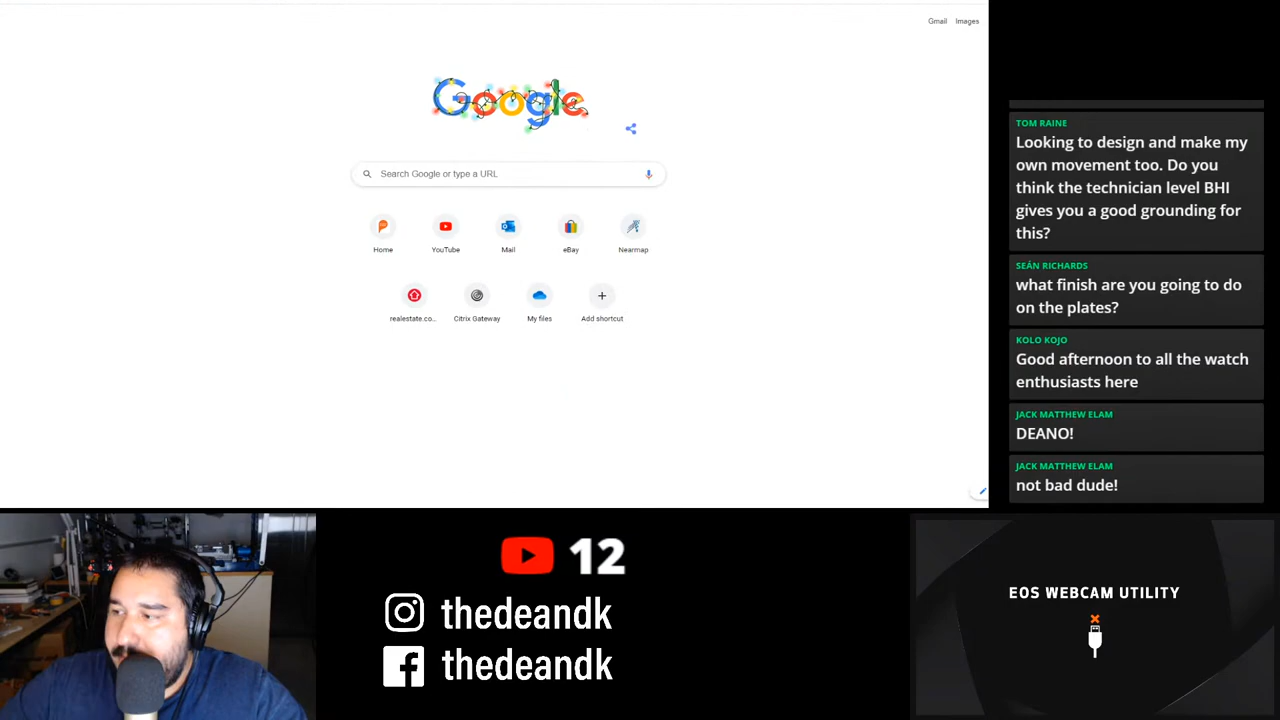 Gmail Images
Google
Search Google or type a URL
Home YouTube Mail eBay Nearmap
realestate.co... Citrix Gateway My files Add shortcut
TOM RAINE
Looking to design and make my
own movement too. Do you
think the technician level BHI
gives you a good grounding for
this?
SEÁN RICHARDS
what finish are you going to do
on the plates?
KOLO KOJO
Good afternoon to all the watch
enthusiasts here
JACK MATTHEW ELAM
DEANO!
JACK MATTHEW ELAM
not bad dude!
12
thedeandk
thedeandk
EOS WEBCAM UTILITY